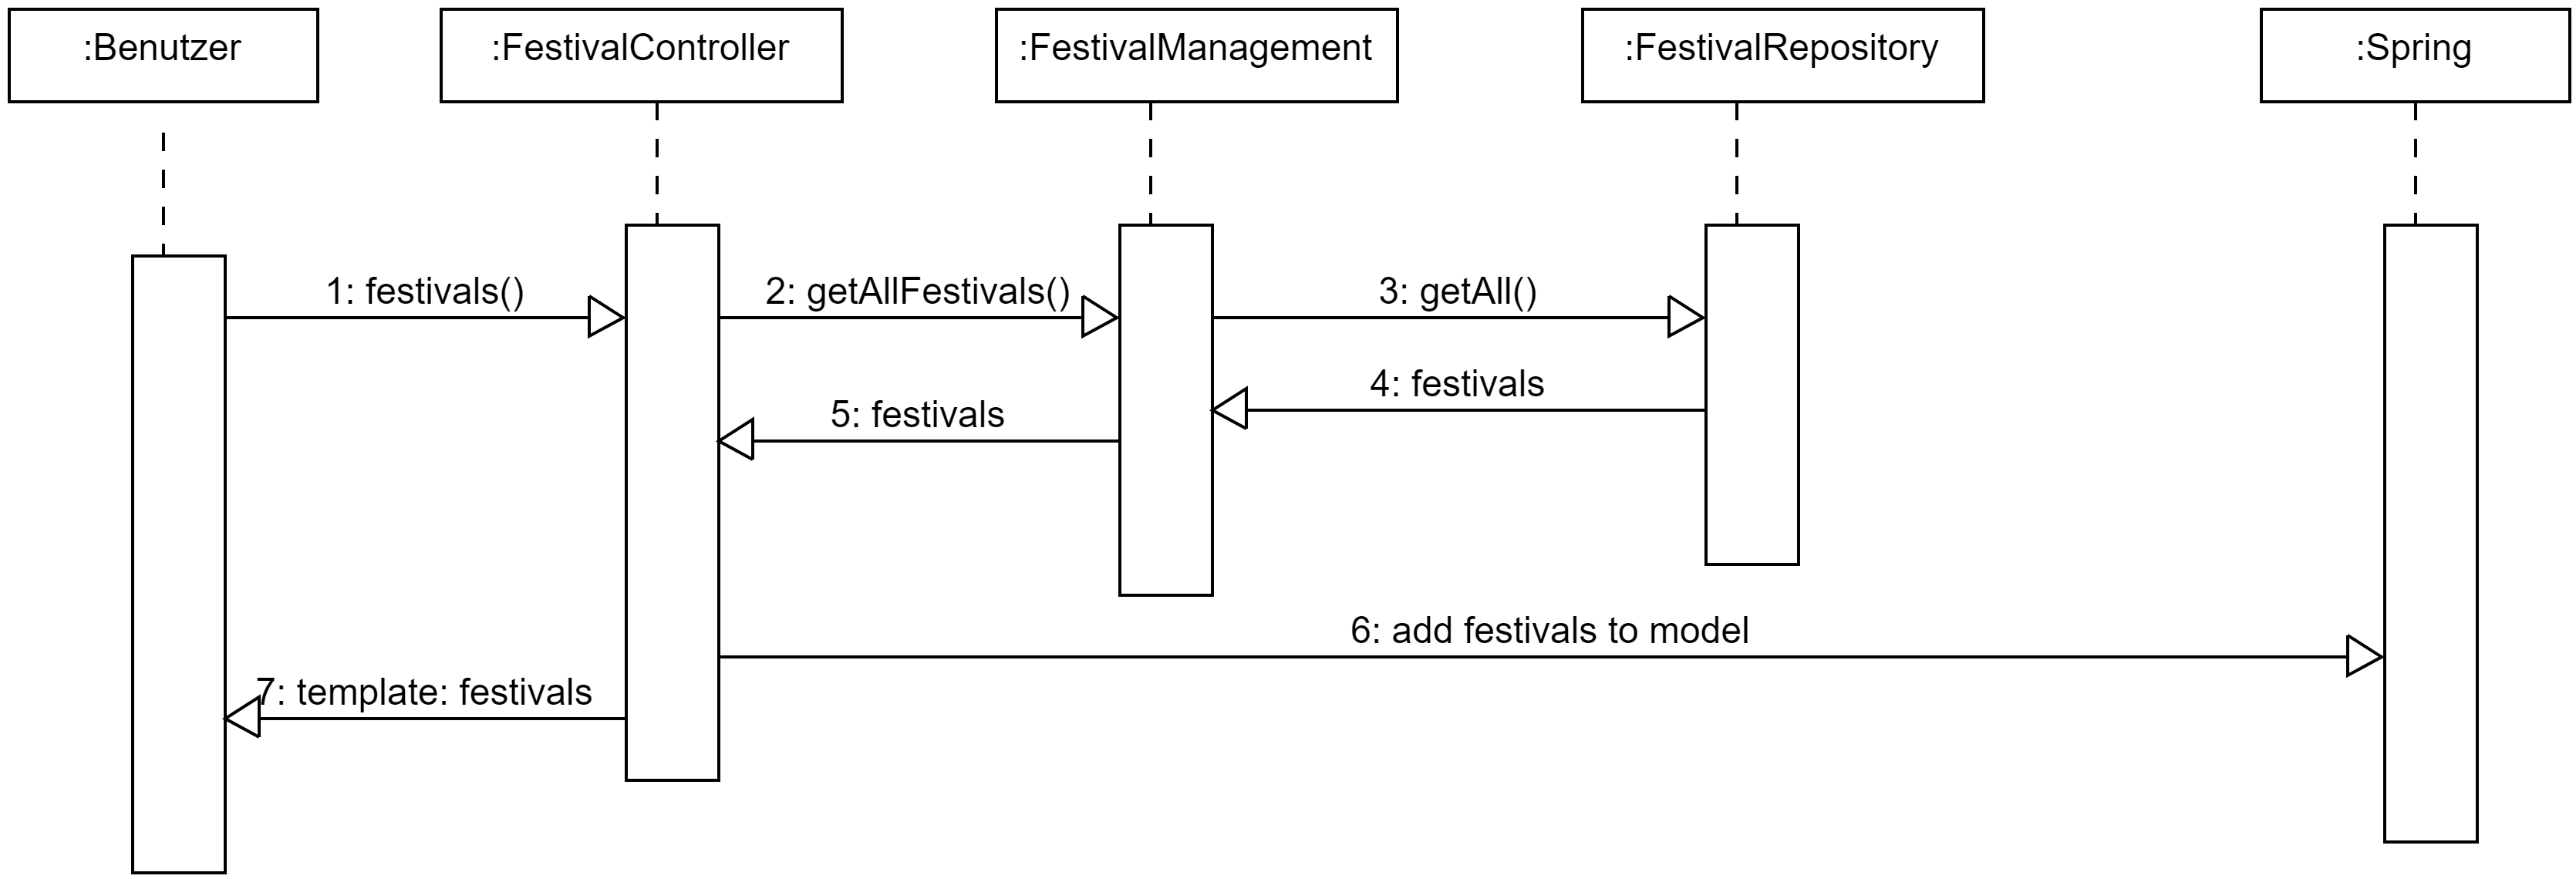 :Benutzer
:FestivalController
:FestivalManagement
:FestivalRepository
:Spring
1: festivals()
2: getAllFestivals()
3: getAll()
4: festivals
5: festivals
6: add festivals to model
7: template: festivals